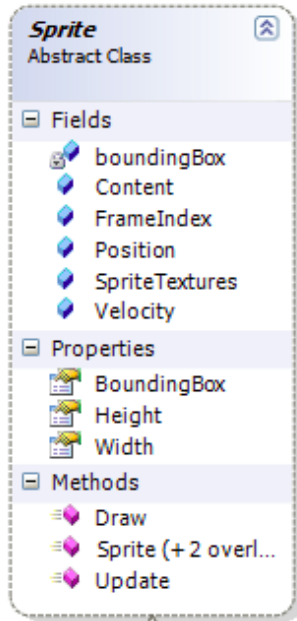 Sprite
Abstract Class
Fields
boundingBox
Content
FrameIndex
Position
SpriteTextures
Velocity
Properties
BoundingBox
Height
Width
Methods
Draw
Sprite (+ 2 overl...
Update